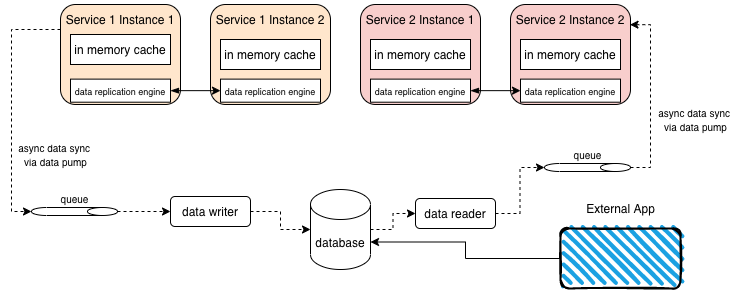 Service 1 Instance 1
Service 1 Instance 2
Service 2 Instance 1
Service 2 Instance 2
in memory cache
in memory cache
in memory cache
in memory cache
data replication engine
data replication engine
data replication engine
data replication engine
async data sync
via data pump
async data sync
via data pump
queue
queue
data writer
database
data reader
External App